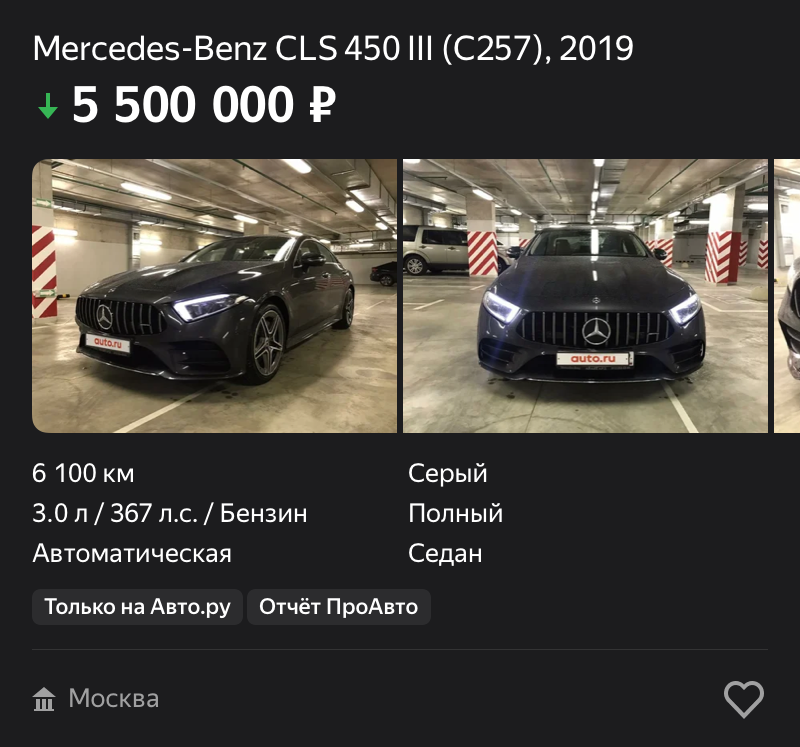 Mercedes-Benz CLS 450 III (C257), 2019
5 500 000 ₽
auto.ru
auto.ru
6 100 км
Серый
3.0 л / 367 л.с. / Бензин
Полный
Автоматическая
Седан
Только на Авто.ру
Отчёт ПроАвто
Москва